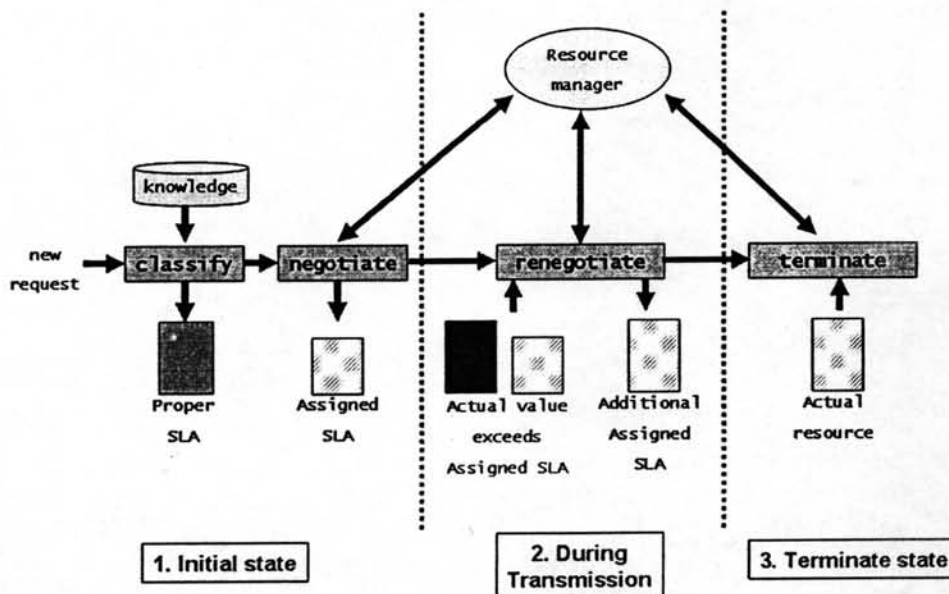 Resource
manager
knowledge
new
request
classify
negotiate
renegotiate
terminate
Proper
SLA
Assigned
SLA
Actual value
exceeds
Assigned SLA
Additional
Assigned
SLA
Actual
resource
1. Initial state
2. During
Transmission
3. Terminate state